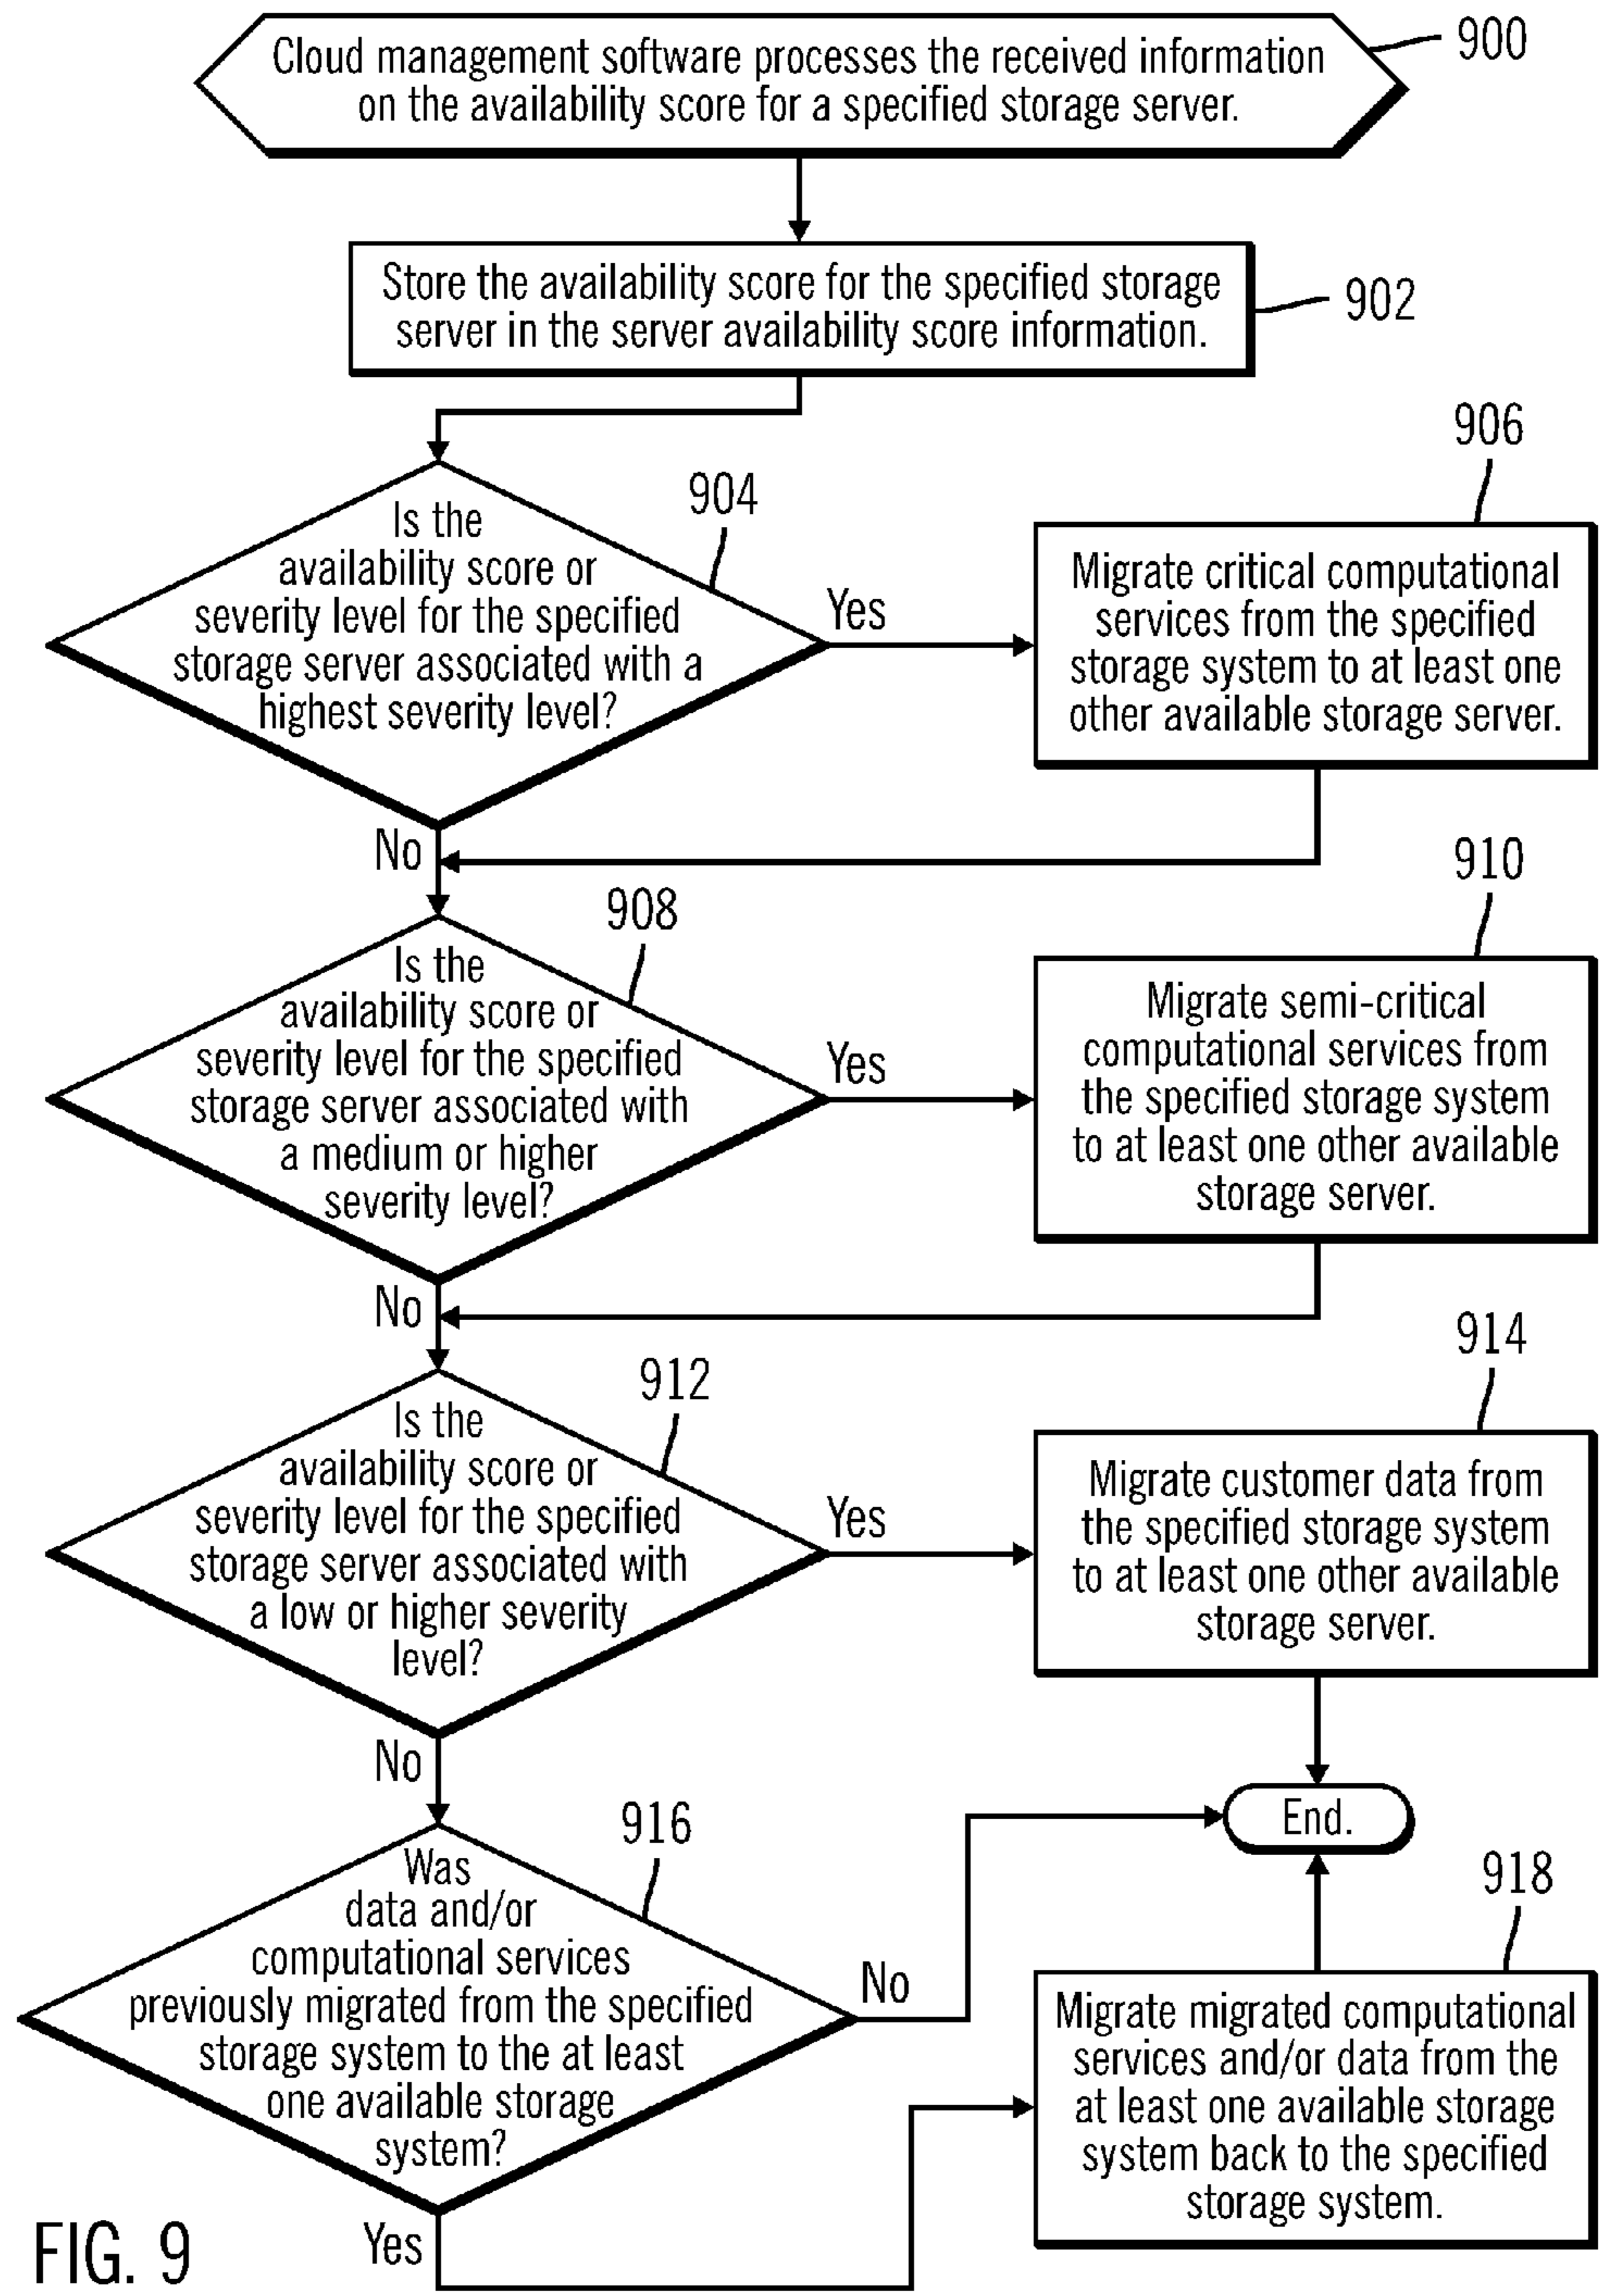 Cloud management software processes the received information
on the availability score for a specified storage server.
900
Store the availability score for the specified storage
server in the server availability score information.
902
Is the
availability score or
severity level for the specified
storage server associated with a
highest severity level?
904
Yes
No
906
Migrate critical computational
services from the specified
storage system to at least one
other available storage server.
Is the
availability score or
severity level for the specified
storage server associated with
a medium or higher
severity level?
908
Yes
No
910
Migrate semi-critical
computational services from
the specified storage system
to at least one other available
storage server.
Is the
availability score or
severity level for the specified
storage server associated with
a low or higher severity
level?
912
Yes
No
914
Migrate customer data from
the specified storage system
to at least one other available
storage server.
End.
Was
data and/or
computational services
previously migrated from the specified
storage system to the at least
one available storage
system?
916
No
Yes
918
Migrate migrated computational
services and/or data from the
at least one available storage
system back to the specified
storage system.
FIG. 9